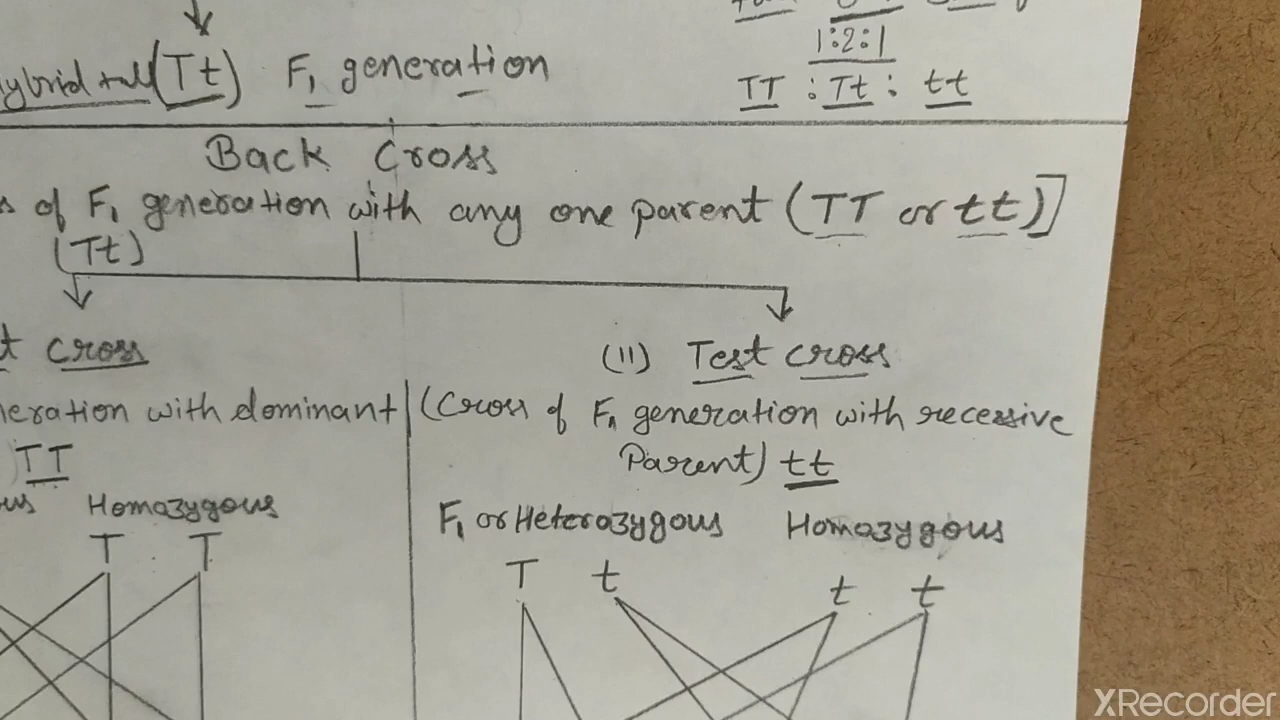 1:2:1
Hybrid tall (Tt) F1 generation
TT : Tt : tt
Back Cross
of F1 generation with any one parent (TT or tt)]
(Tt)
cross
(II) Test cross
neration with dominant
(Cross of F1 generation with recessive
TT
Parent) tt
Homozygous
F1 or Heterozygous Homozygous
T T
T t t t
XRecorder